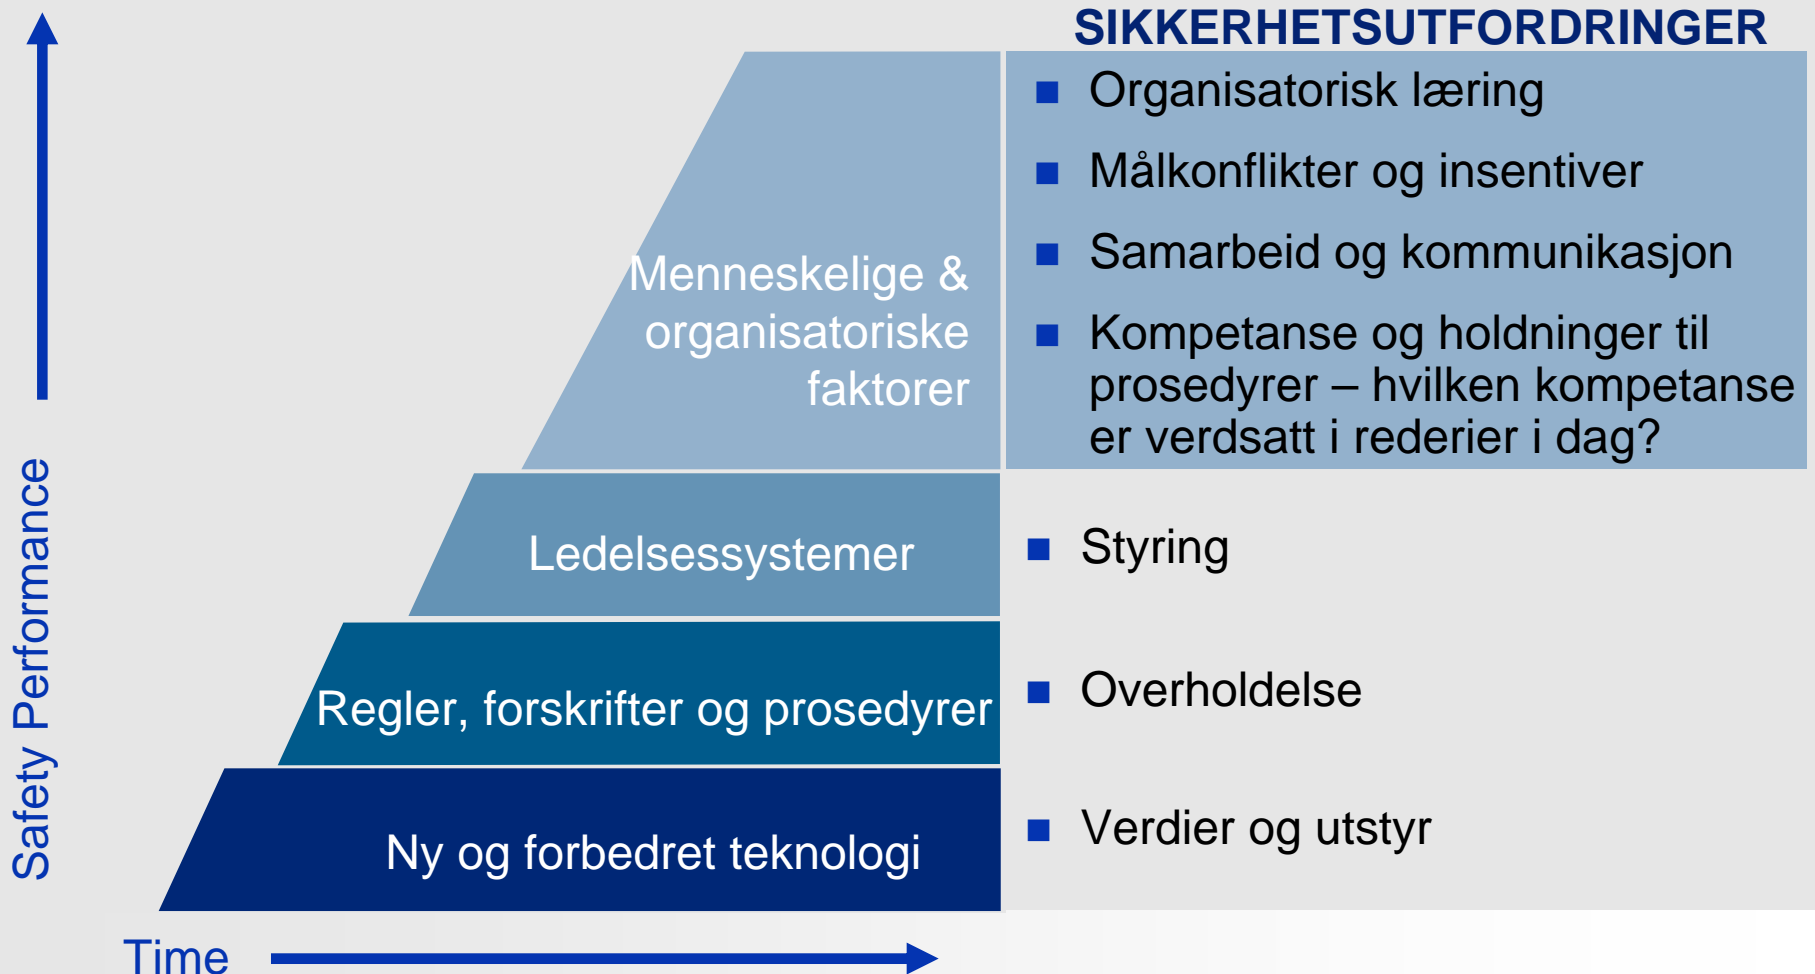 SIKKERHETSUTFORDRINGER
Organisatorisk læring
Målkonflikter og insentiver
Samarbeid og kommunikasjon
Kompetanse og holdninger til
prosedyrer – hvilken kompetanse
er verdsatt i rederier i dag?
Menneskelige &
organisatoriske
faktorer
Ledelsessystemer
Styring
Regler, forskrifter og prosedyrer
Overholdelse
Ny og forbedret teknologi
Verdier og utstyr
Safety Performance
Time